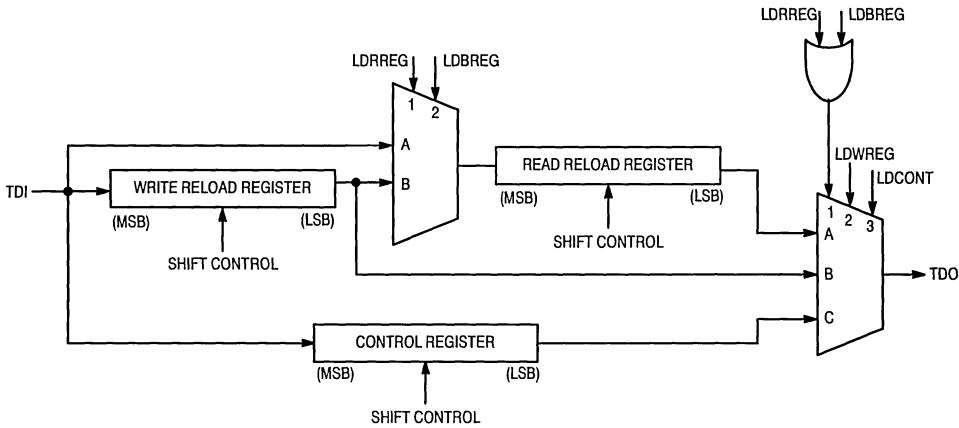 LDRREG LDBREG
LDRREG LDBREG
1 2
A
READ RELOAD REGISTER
LDWREG
TDI
WRITE RELOAD REGISTER
B
(MSB) (LSB)
LDCONT
(MSB) (LSB)
1 2 3
A
SHIFT CONTROL
SHIFT CONTROL
B
TDO
C
CONTROL REGISTER
(MSB) (LSB)
SHIFT CONTROL